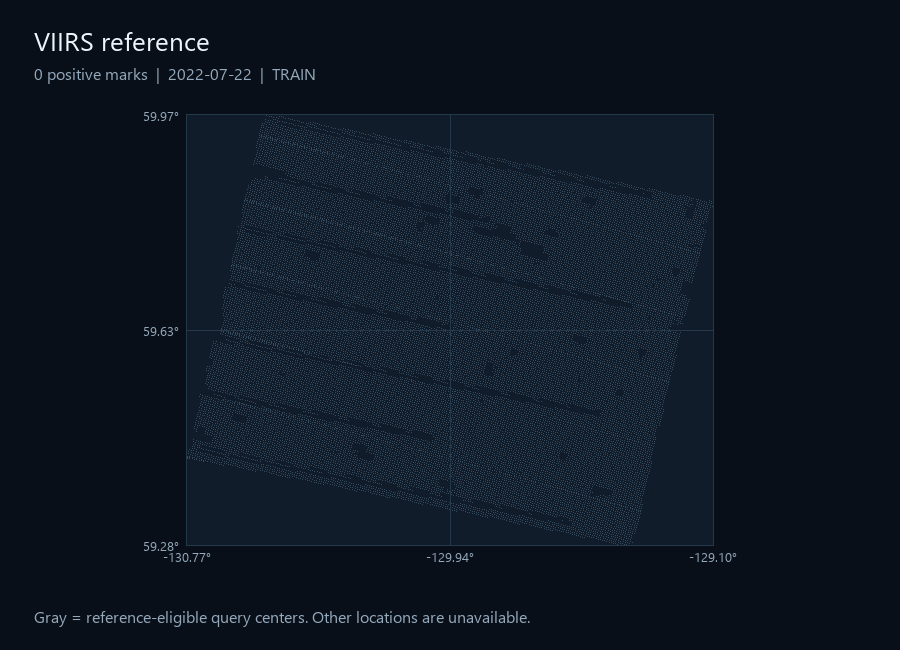 VIIRS reference
0 positive marks | 2022-07-22 | TRAIN
59.97°
59.63°
59.28°
-130.77°
-129.94°
-129.10°
Gray = reference-eligible query centers. Other locations are unavailable.